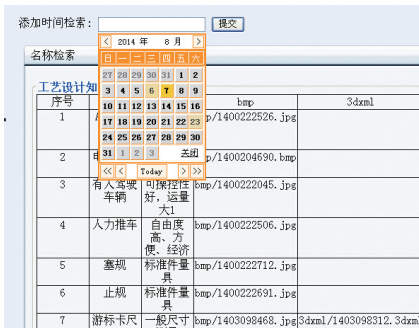 添加时间检索: 提交
2014 年 8 月
名称检索
日 一 二 三 四 五 六
27 28 29 30 31 1 2
3 4 5 6 7 8 9
10 11 12 13 14 15 16
17 18 19 20 21 22 23
24 25 26 27 28 29 30
31 1 2 3 关闭
Today
工艺设计知
序号 bmp 3dxml
1 p/1400222526.jpg
2 p/1400204690.bmp
3 有人驾驶车辆 可操控性好，运量大1 bmp/1400222045.jpg
4 人力推车 自由度高、方便、经济 bmp/1400222506.jpg
5 塞规 标准件量具 bmp/1400222712.jpg
6 止规 标准件量具 bmp/1400222691.jpg
7 游标卡尺 一般尺寸 bmp/1403098468.jpg 3dxml/1403098312.3dxm